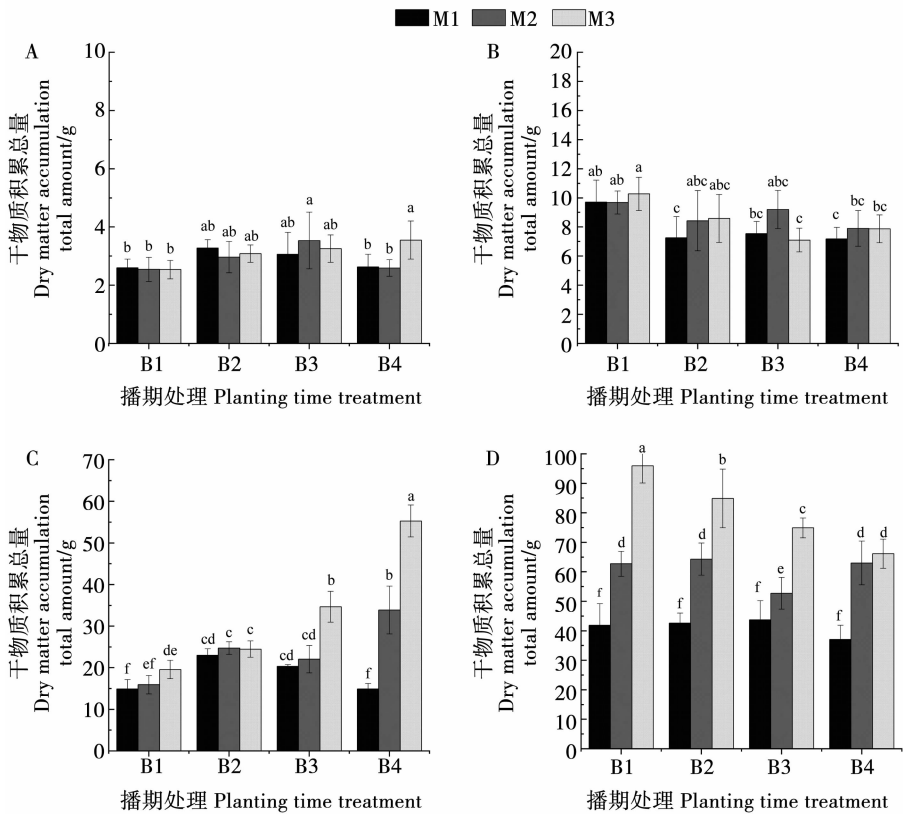 M1 M2 M3
A
干物质积累总量
Dry matter accumulation
total amount/g
10
8
6
4
2
0
b b b ab ab ab ab a ab b b a
B1 B2 B3 B4
播期处理 Planting time treatment
B
干物质积累总量
Dry matter accumulation
total amount/g
20
18
16
14
12
10
8
6
4
2
0
ab ab a c abc abc bc abc c c bc bc
B1 B2 B3 B4
播期处理 Planting time treatment
C
干物质积累总量
Dry matter accumulation
total amount/g
70
60
50
40
30
20
10
0
f ef de cd c c cd cd b f b a
B1 B2 B3 B4
播期处理 Planting time treatment
D
干物质积累总量
Dry matter accumulation
total amount/g
100
90
80
70
60
50
40
30
20
10
0
f d a f d b f e c f d d
B1 B2 B3 B4
播期处理 Planting time treatment